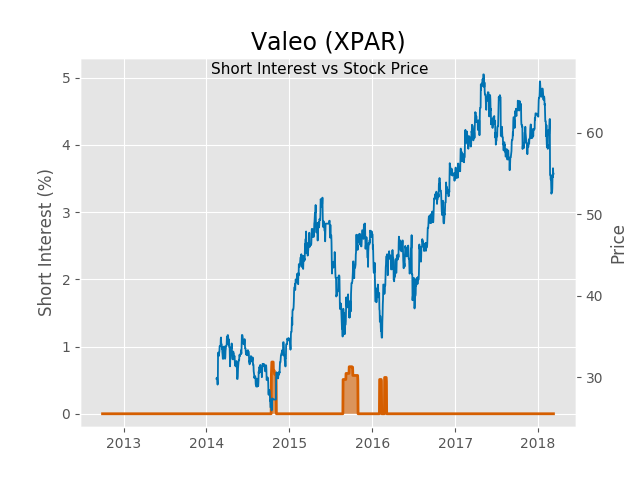 Valeo (XPAR)
Short Interest vs Stock Price
Short Interest (%)
5
4
3
2
1
0
60
50
40
30
Price
2013 2014 2015 2016 2017 2018